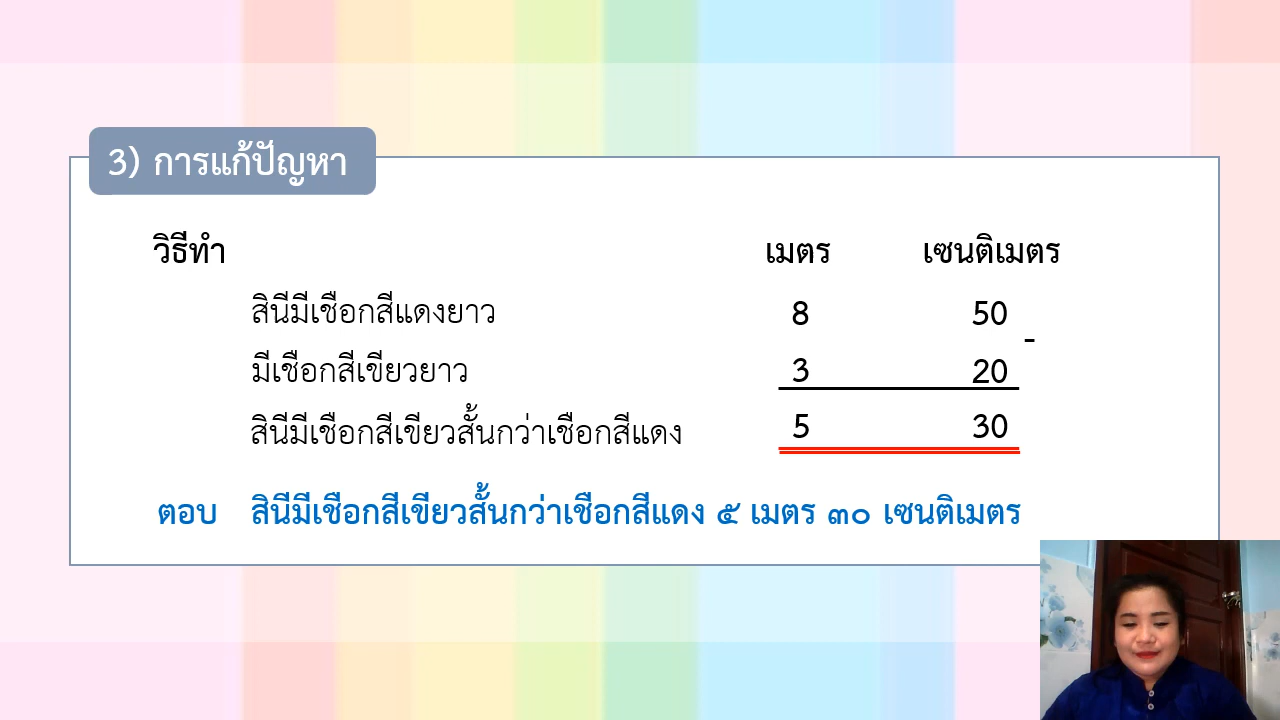 3) การแก้ปัญหา
วิธีทำ เมตร เซนติเมตร
สินีมีเชือกสีแดงยาว 8 50
-
มีเชือกสีเขียวยาว 3 20
สินีมีเชือกสีเขียวสั้นกว่าเชือกสีแดง 5 30
ตอบ สินีมีเชือกสีเขียวสั้นกว่าเชือกสีแดง ๕ เมตร ๓๐ เซนติเมตร